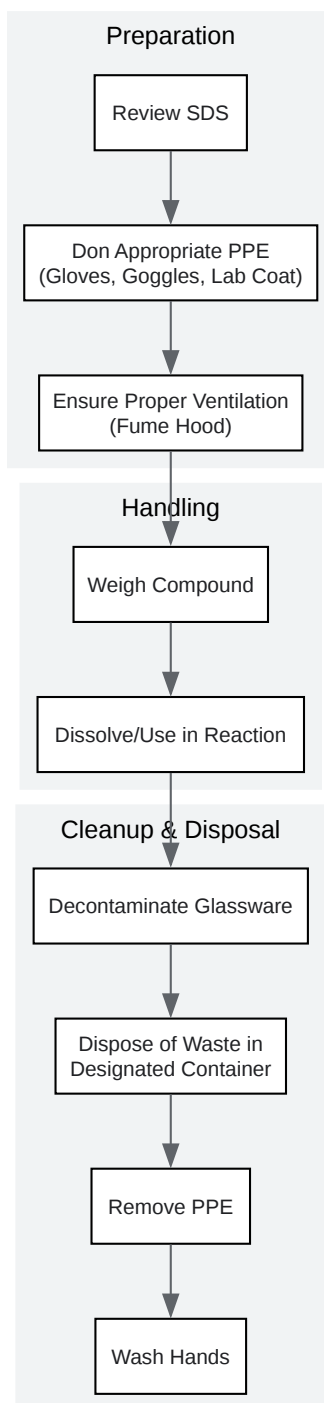 Preparation
Review SDS
Don Appropriate PPE
(Gloves, Goggles, Lab Coat)
Ensure Proper Ventilation
(Fume Hood)
Handling
Weigh Compound
Dissolve/Use in Reaction
Cleanup & Disposal
Decontaminate Glassware
Dispose of Waste in
Designated Container
Remove PPE
Wash Hands